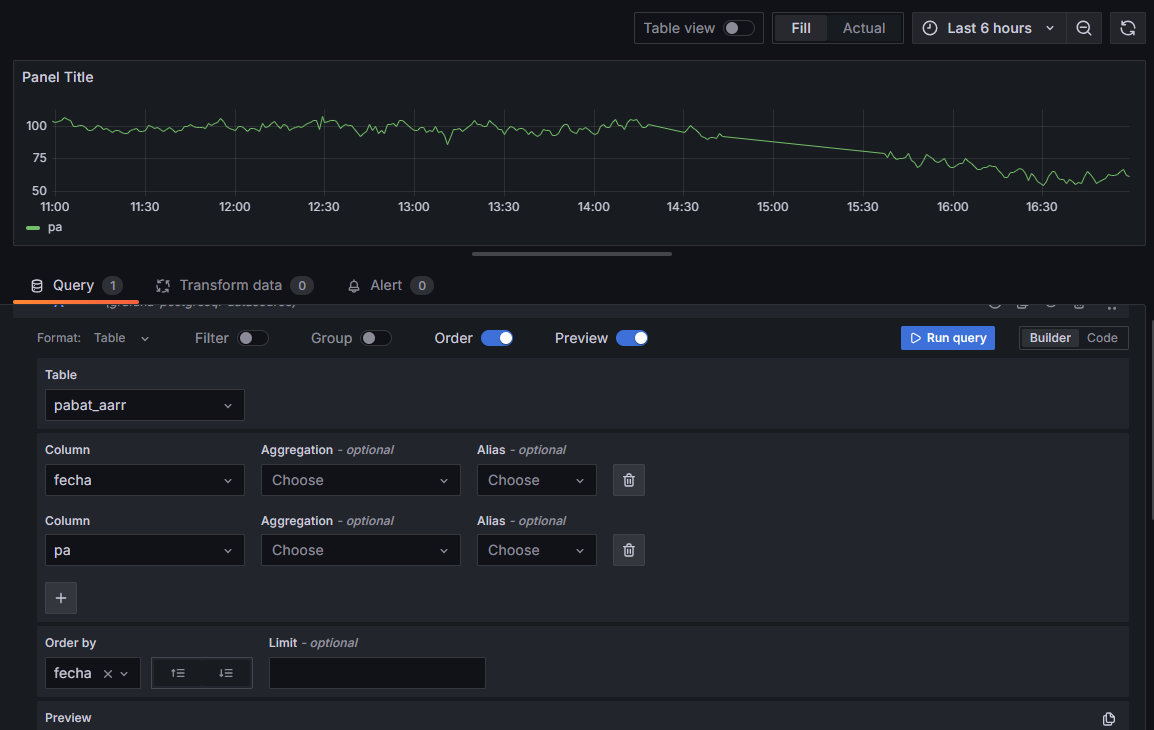 Table view Fill Actual Last 6 hours
Panel Title
100
75
50
11:00 11:30 12:00 12:30 13:00 13:30 14:00 14:30 15:00 15:30 16:00 16:30
pa
Query 1 Transform data 0 Alert 0
Format: Table Filter Group Order Preview Run query Builder Code
Table
pabat_aarr
Column Aggregation - optional Alias - optional
fecha Choose Choose
Column Aggregation - optional Alias - optional
pa Choose Choose
Order by Limit - optional
fecha
Preview